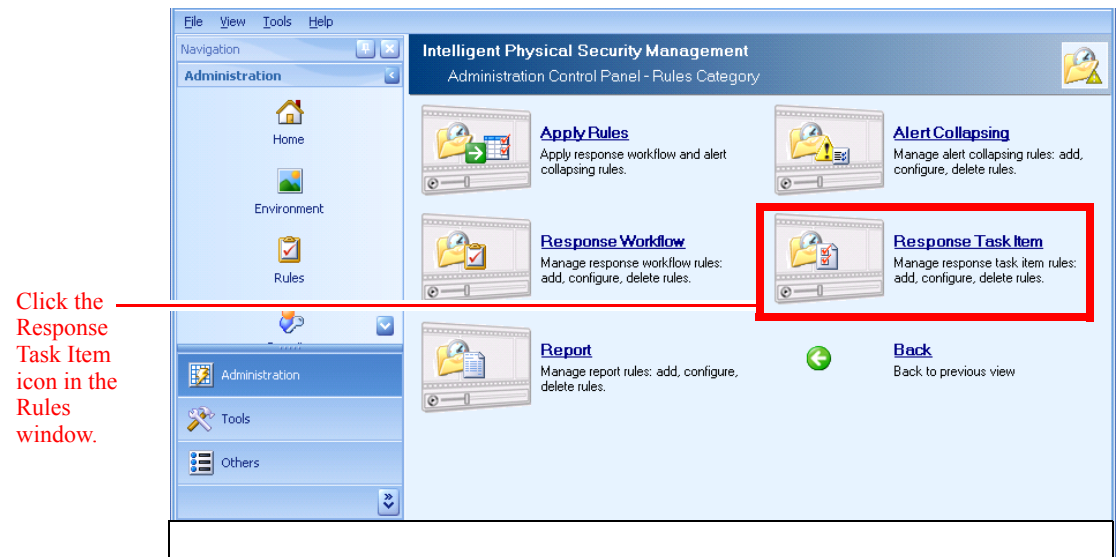 File View Tools Help
Navigation
Administration
Home
Environment
Rules
Administration
Tools
Others
Intelligent Physical Security Management
Administration Control Panel - Rules Category
Apply Rules
Apply response workflow and alert
collapsing rules.
Alert Collapsing
Manage alert collapsing rules: add,
configure, delete rules.
Response Workflow
Manage response workflow rules:
add, configure, delete rules.
Response Task Item
Manage response task item rules:
add, configure, delete rules.
Report
Manage report rules: add, configure,
delete rules.
Back
Back to previous view
Click the
Response
Task Item
icon in the
Rules
window.